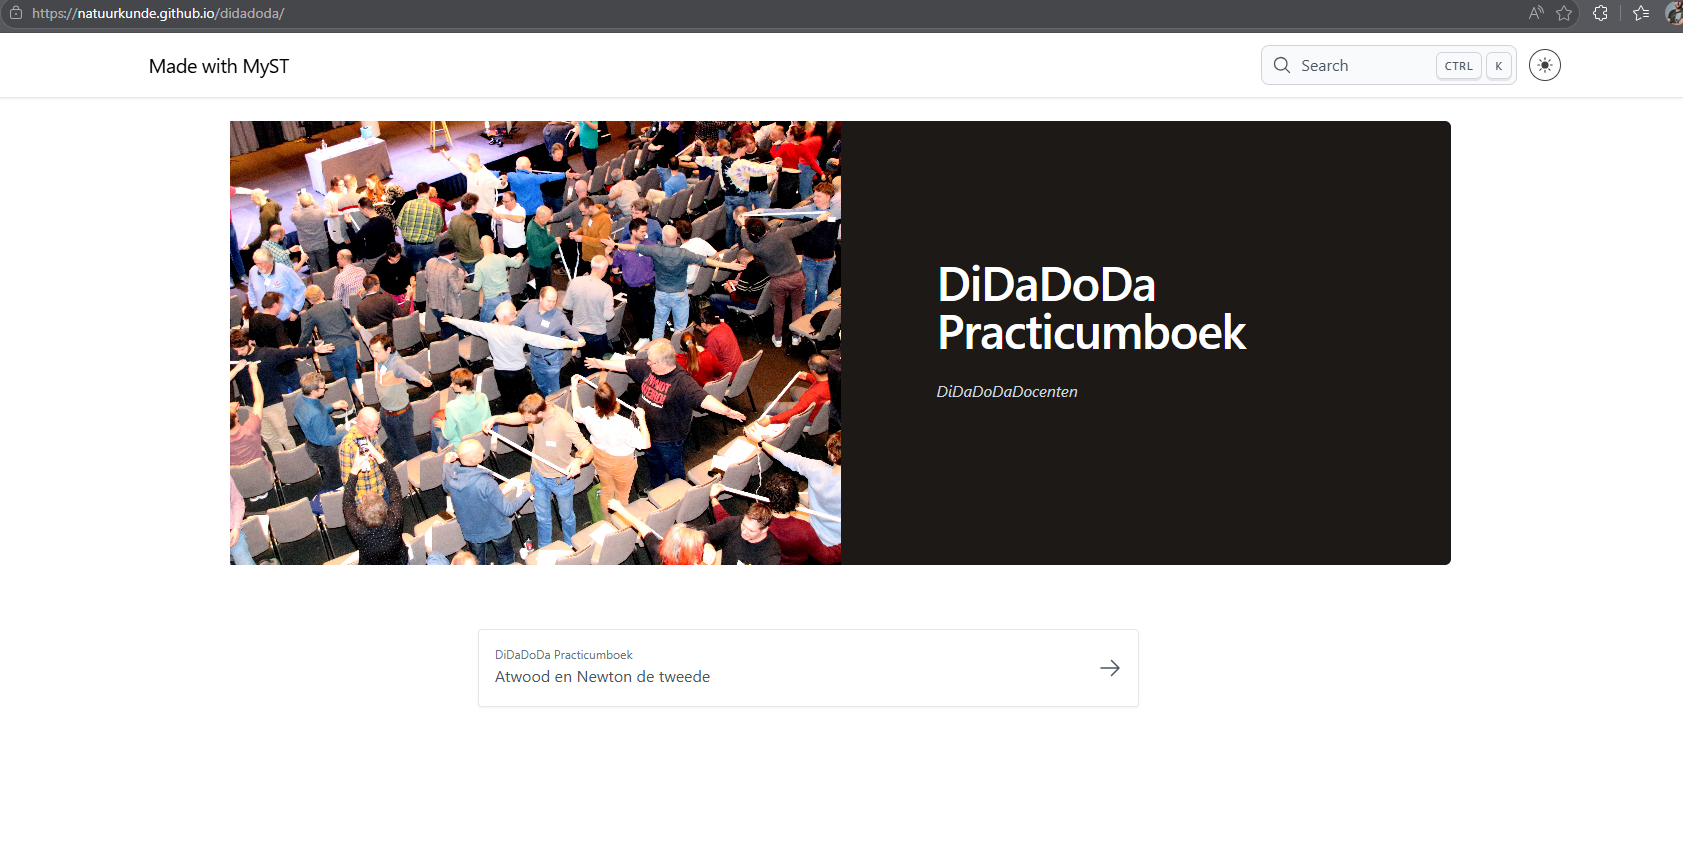 https://natuurkunde.github.io/didadoda/
Made with MyST
Search
CTRL K
DiDaDoDa
Practicumboek
DiDaDoDaDocenten
DiDaDoDa Practicumboek
Atwood en Newton de tweede